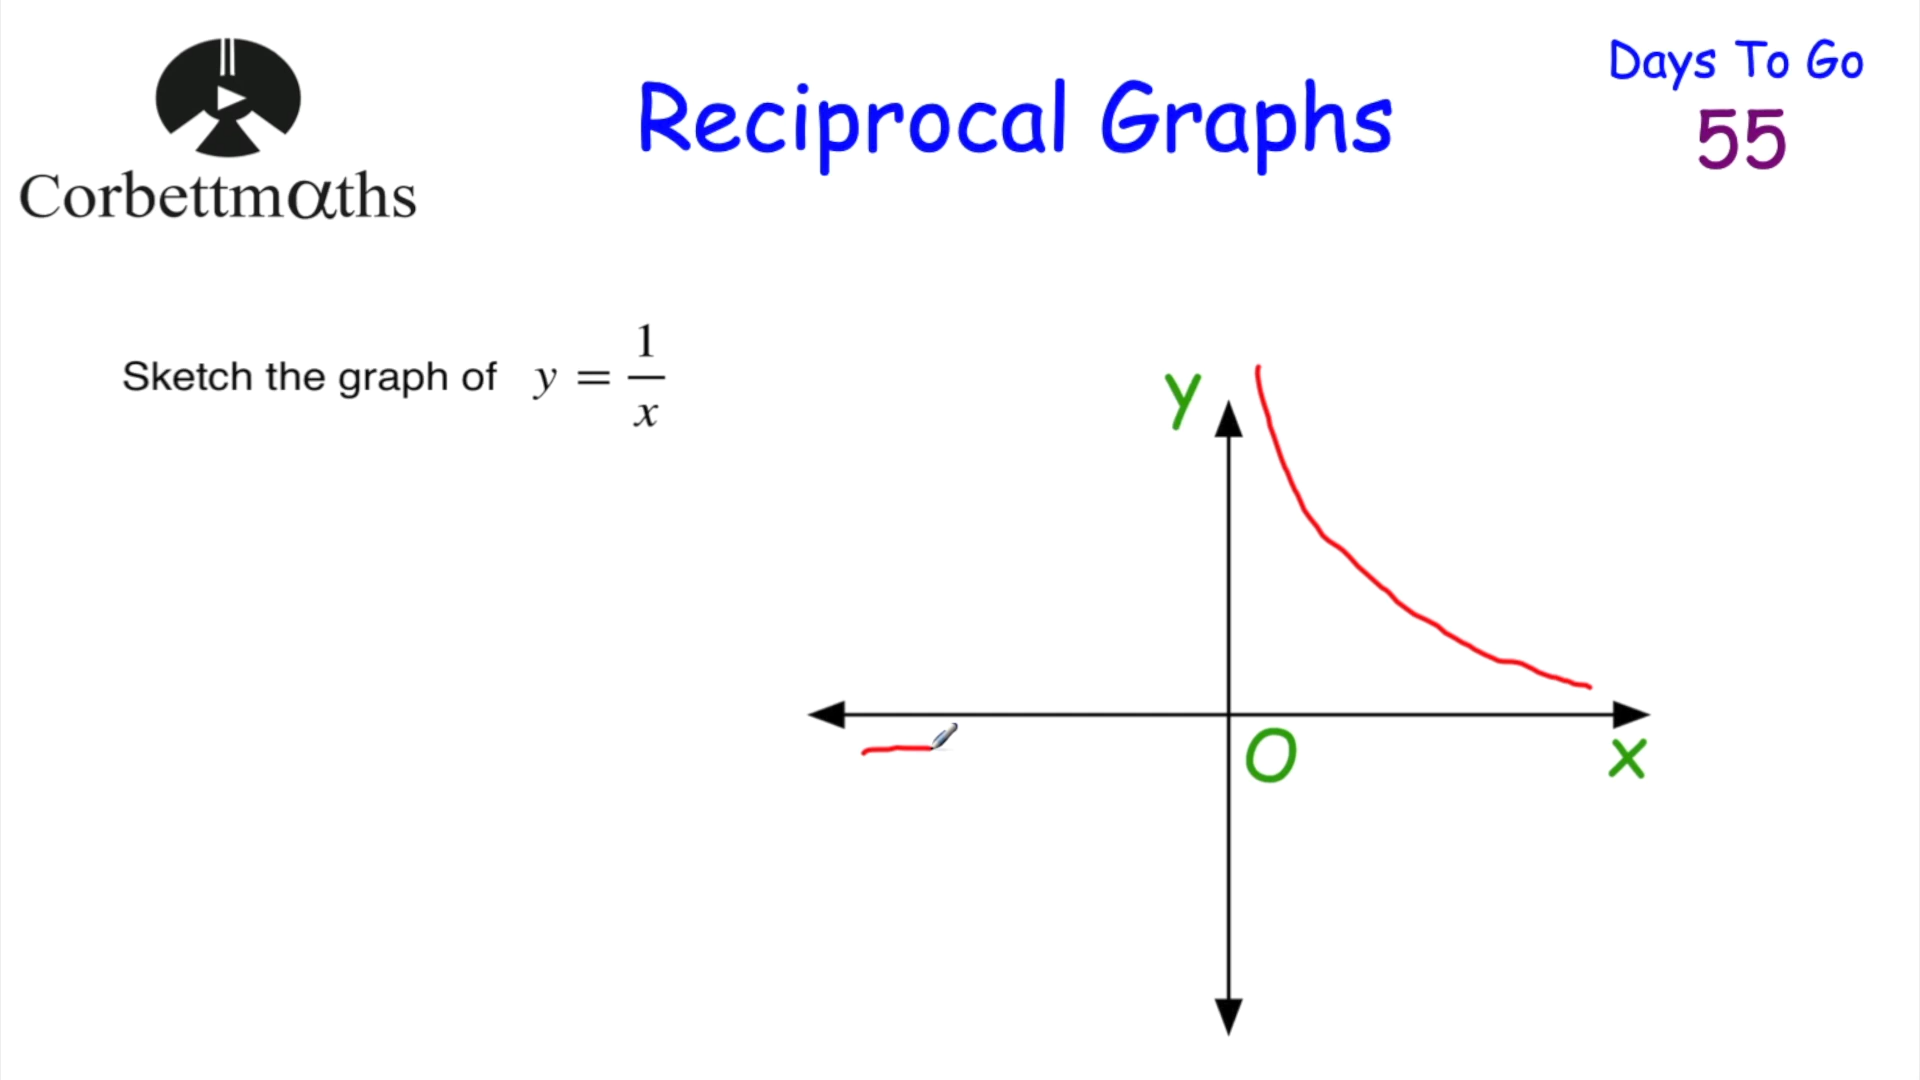 Corbettmαths
Reciprocal Graphs
Days To Go
55
Sketch the graph of y = 1/x
y
O
x